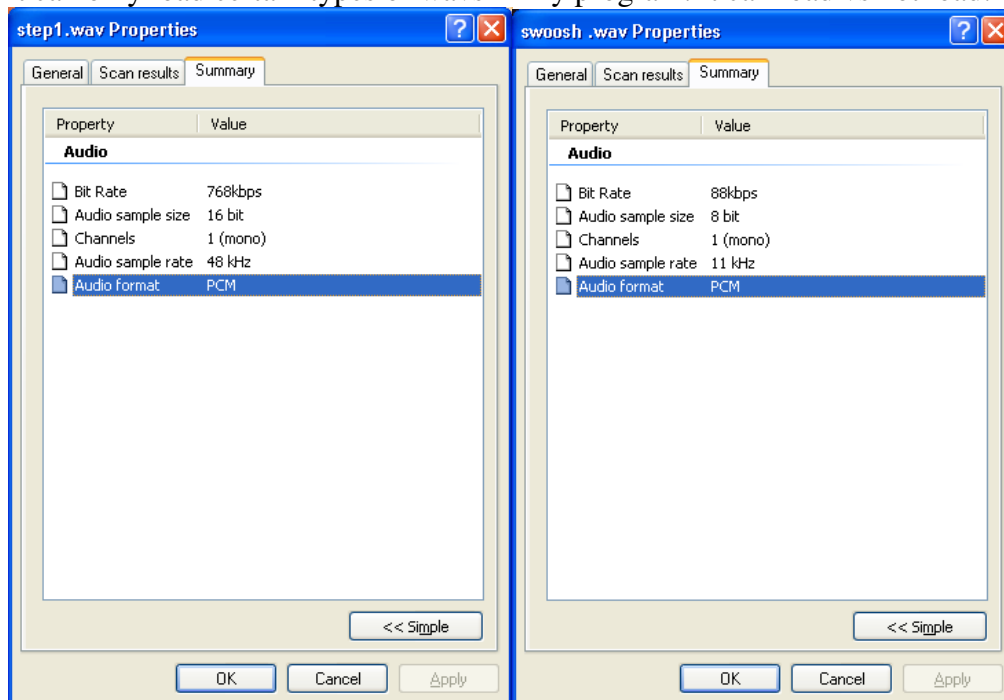 step1.wav Properties
General Scan results Summary
Property Value
Audio
Bit Rate 768kbps
Audio sample size 16 bit
Channels 1 (mono)
Audio sample rate 48 kHz
Audio format PCM
<< Simple
OK Cancel Apply
swoosh .wav Properties
General Scan results Summary
Property Value
Audio
Bit Rate 88kbps
Audio sample size 8 bit
Channels 1 (mono)
Audio sample rate 11 kHz
Audio format PCM
<< Simple
OK Cancel Apply